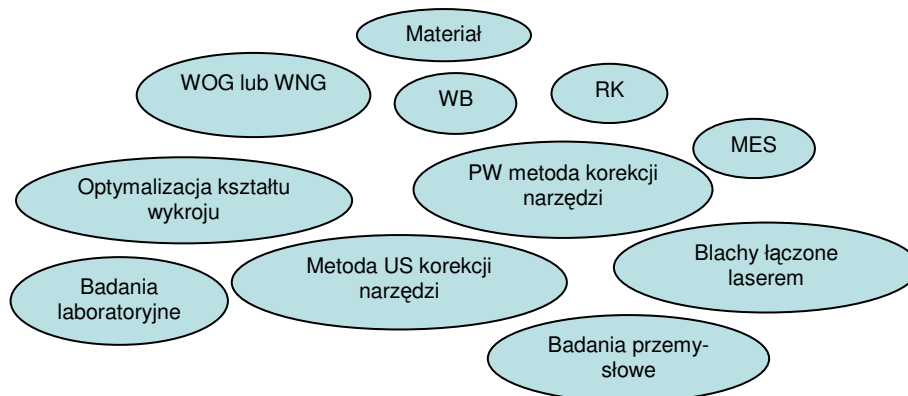 Materiał
WOG lub WNG
WB
RK
MES
Optymalizacja kształtu
wykroju
PW metoda korekcji
narzędzi
Blachy łączone
laserem
Metoda US korekcji
narzędzi
Badania
laboratoryjne
Badania przemy-
słowe